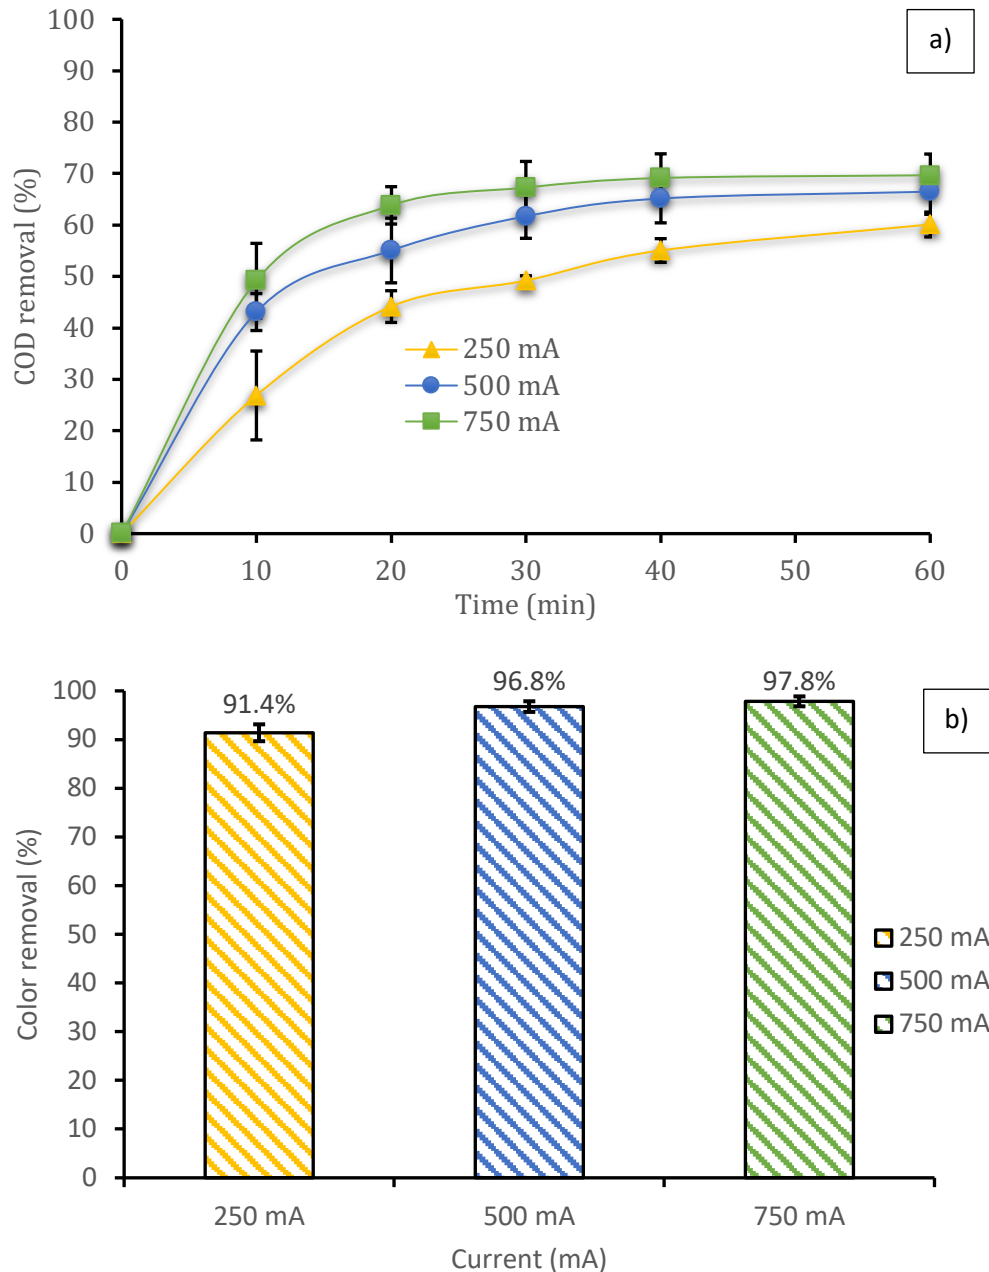 a)
COD removal (%)
100
90
80
70
60
50
40
30
20
10
0
250 mA
500 mA
750 mA
0 10 20 30 40 50 60
Time (min)
b)
Color removal (%)
100
90
80
70
60
50
40
30
20
10
0
91.4% 96.8% 97.8%
250 mA
500 mA
750 mA
250 mA 500 mA 750 mA
Current (mA)